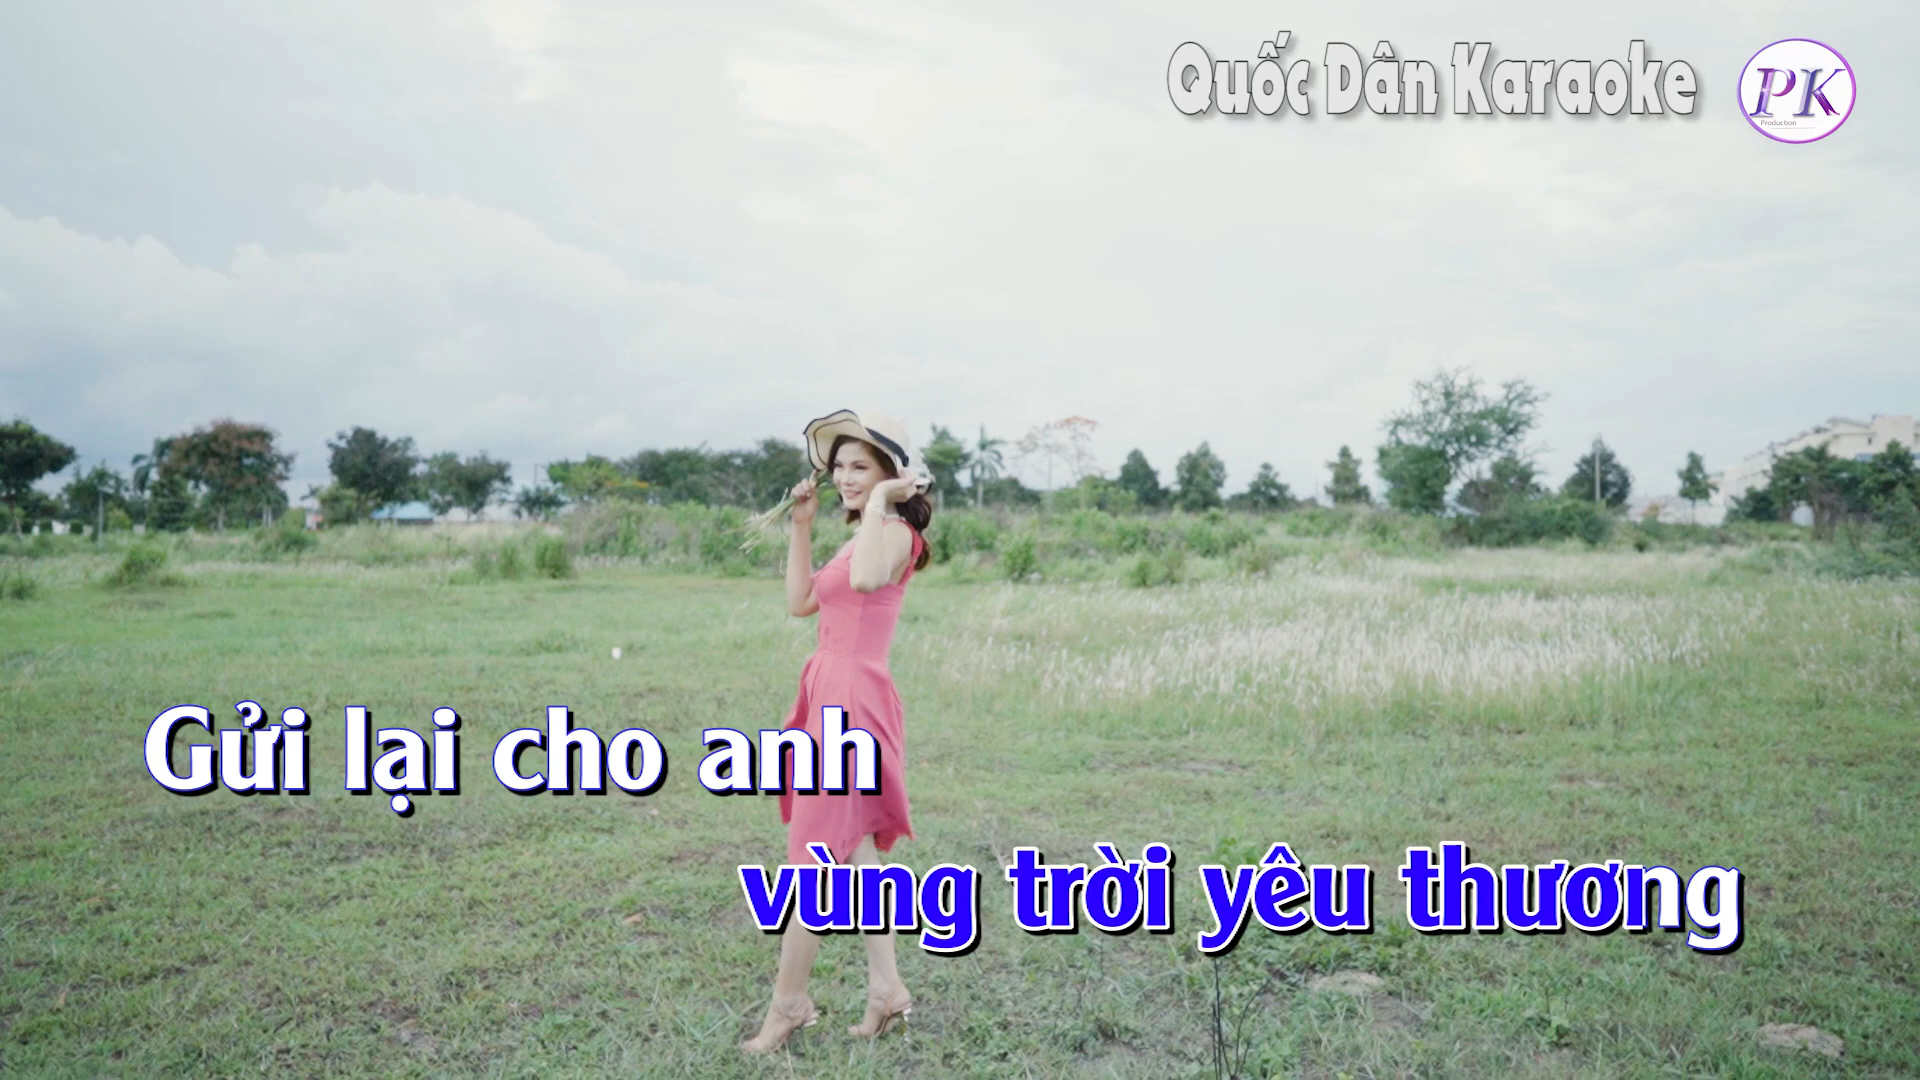 Quốc Dân Karaoke
PK
Production
Gửi lại cho anh
vùng trời yêu thương